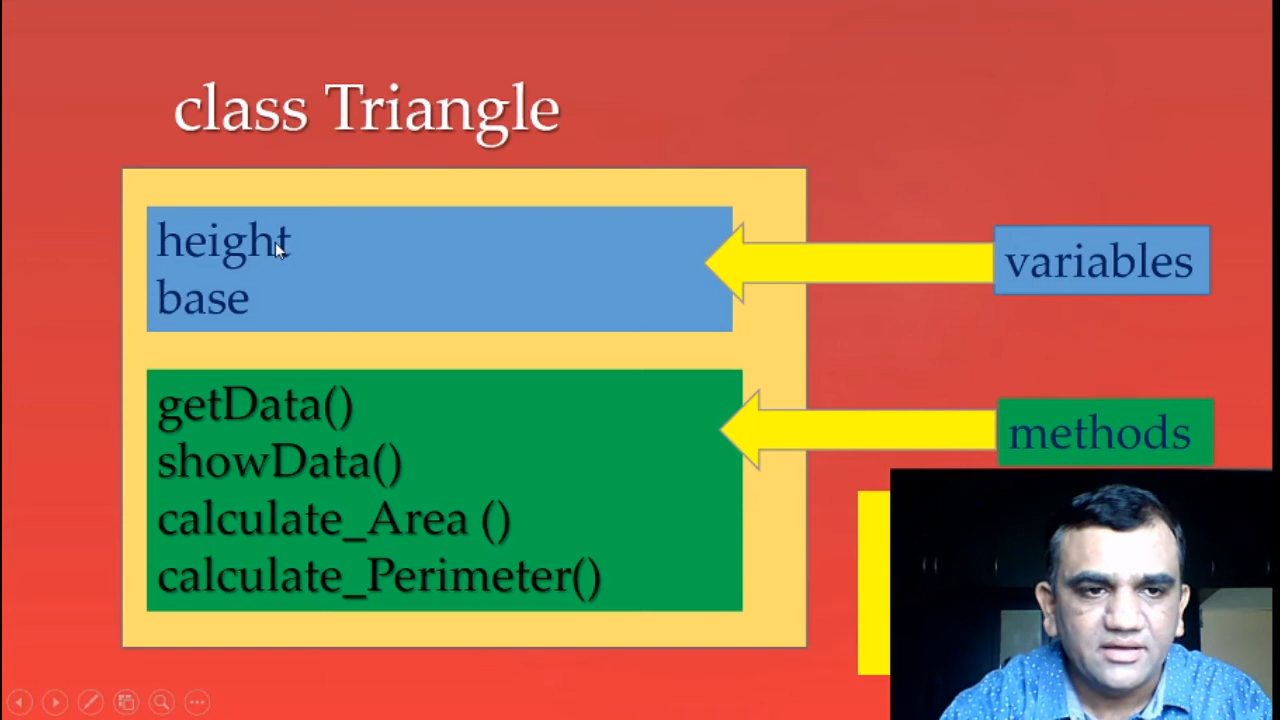 class Triangle
height
base
variables
getData()
showData()
calculate_Area ()
calculate_Perimeter()
methods